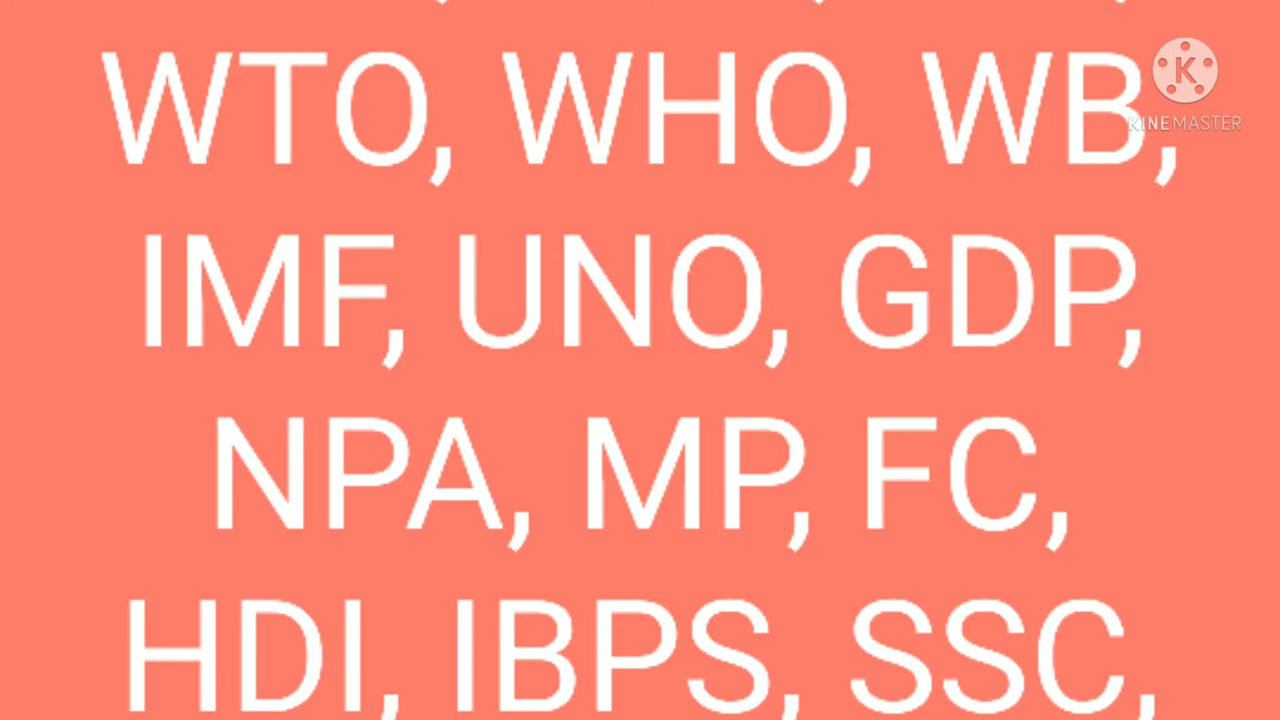 WTO, WHO, WB,
KINEMASTER
IMF, UNO, GDP,
NPA, MP, FC,
HDI, IBPS, SSC,